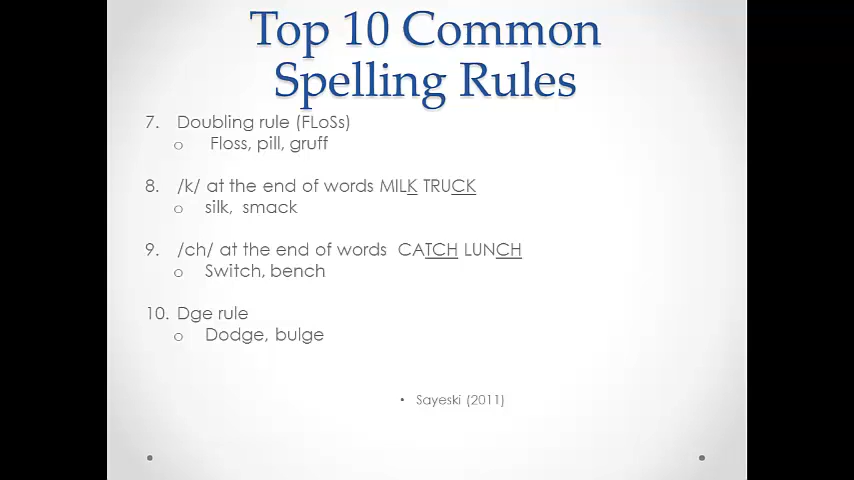 Top 10 Common
Spelling Rules
7. Doubling rule (FLoSs)
o Floss, pill, gruff
8. /k/ at the end of words MILK TRUCK
o silk, smack
9. /ch/ at the end of words CATCH LUNCH
o Switch, bench
10. Dge rule
o Dodge, bulge
• Sayeski (2011)